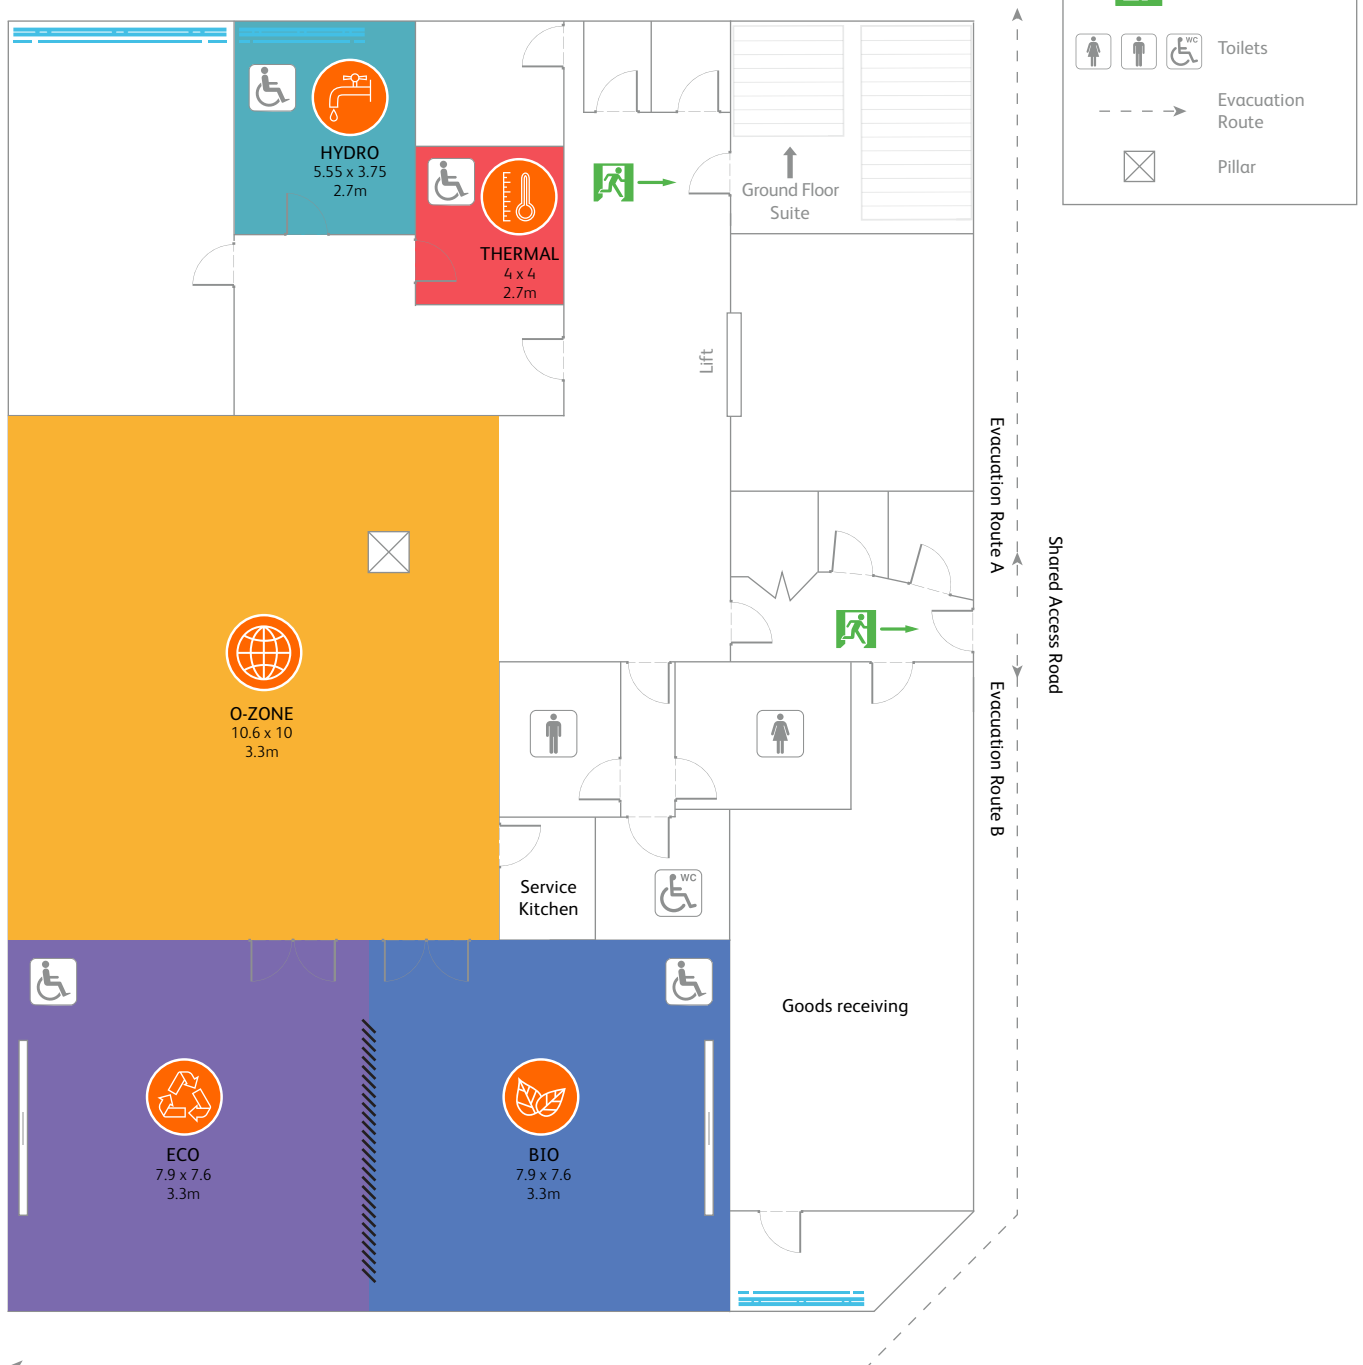 Toilets
WC
Evacuation
Route
Pillar
HYDRO
5.55 x 3.75
2.7m
THERMAL
4 x 4
2.7m
Ground Floor
Suite
Lift
Evacuation Route A
Shared Access Road
Evacuation Route B
O-ZONE
10.6 x 10
3.3m
Service
Kitchen
WC
Goods receiving
ECO
7.9 x 7.6
3.3m
BIO
7.9 x 7.6
3.3m